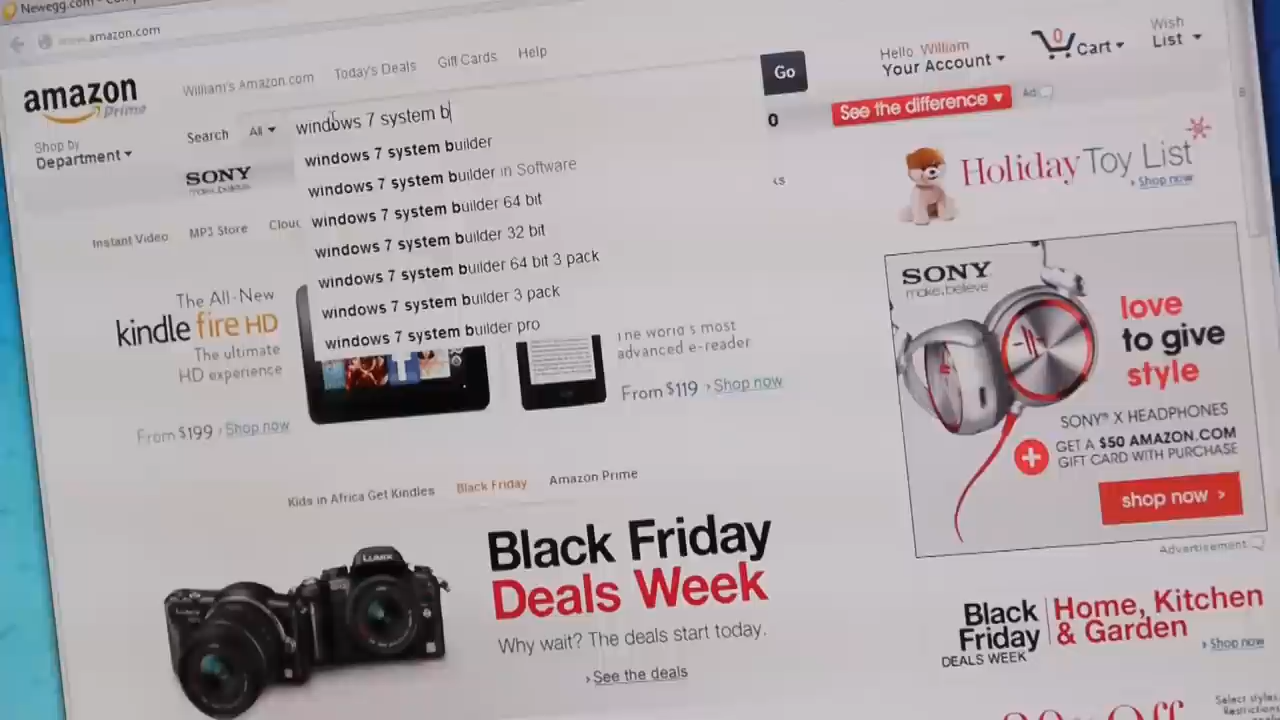 Newegg.com
www.amazon.com
amazon
Prime
William's Amazon.com
Today's Deals
Gift Cards
Help
Go
Hello William
Your Account
0
Cart
Wish
List
Shop by
Department
Search
All
windows 7 system b
0
See the difference
Ad
SONY
make.believe
windows 7 system builder
windows 7 system builder in Software
windows 7 system builder 64 bit
windows 7 system builder 32 bit
windows 7 system builder 64 bit 3 pack
windows 7 system builder 3 pack
windows 7 system builder pro
Holiday Toy List
› Shop now
Instant Video
MP3 Store
Clou
The All-New
kindle fire HD
The ultimate
HD experience
From $199 › Shop now
world's most
advanced e-reader
From $119 › Shop now
SONY
make.believe
love
to give
style
SONY® X HEADPHONES
+ GET A $50 AMAZON.COM
GIFT CARD WITH PURCHASE
shop now ›
Advertisement
Kids in Africa Get Kindles
Black Friday
Amazon Prime
LUMIX
Black Friday
Deals Week
Why wait? The deals start today.
› See the deals
Black Friday
DEALS WEEK
Home, Kitchen
& Garden
› Shop now
Select styles